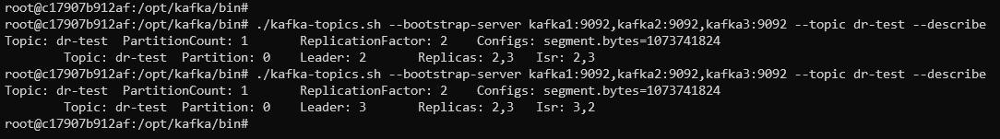 root@c17907b912af:/opt/kafka/bin#
root@c17907b912af:/opt/kafka/bin# ./kafka-topics.sh --bootstrap-server kafka1:9092,kafka2:9092,kafka3:9092 --topic dr-test --describe
Topic: dr-test  PartitionCount: 1       ReplicationFactor: 2    Configs: segment.bytes=1073741824
        Topic: dr-test  Partition: 0    Leader: 2       Replicas: 2,3   Isr: 2,3
root@c17907b912af:/opt/kafka/bin# ./kafka-topics.sh --bootstrap-server kafka1:9092,kafka2:9092,kafka3:9092 --topic dr-test --describe
Topic: dr-test  PartitionCount: 1       ReplicationFactor: 2    Configs: segment.bytes=1073741824
        Topic: dr-test  Partition: 0    Leader: 3       Replicas: 2,3   Isr: 3,2
root@c17907b912af:/opt/kafka/bin#